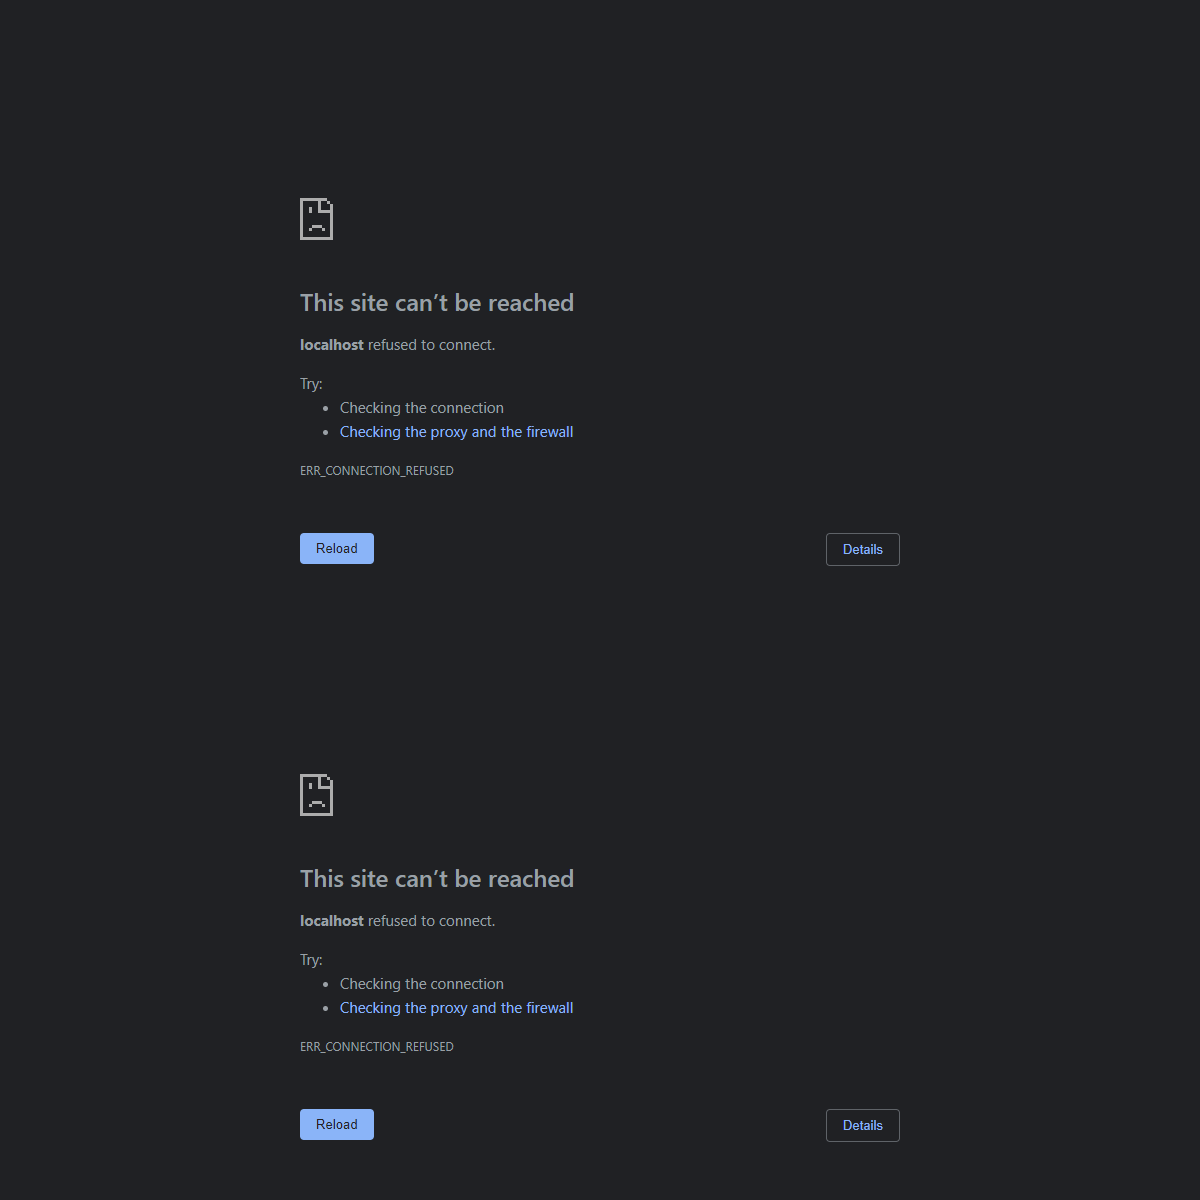 This site can’t be reached
localhost refused to connect.
Try:
• Checking the connection
• Checking the proxy and the firewall
ERR_CONNECTION_REFUSED
Reload Details
This site can’t be reached
localhost refused to connect.
Try:
• Checking the connection
• Checking the proxy and the firewall
ERR_CONNECTION_REFUSED
Reload Details